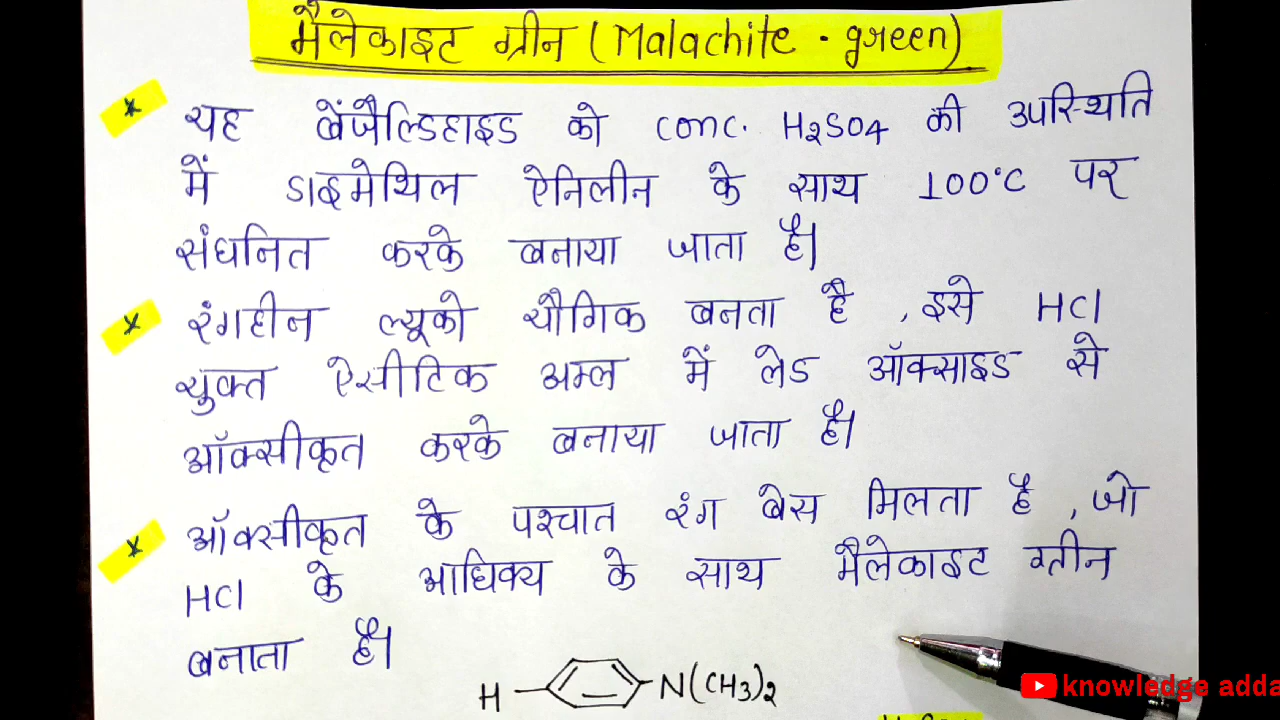 मैलेकाइट ग्रीन (Malachite - green)
* यह बेंजैल्डिहाइड को conc. H2SO4 की उपस्थिति
में डाइमेथिल ऐनिलीन के साथ 100°C पर
संघनित करके बनाया जाता है।
* रंगहीन ल्यूको यौगिक बनता है , इसे HCl
युक्त ऐसीटिक अम्ल में लेड ऑक्साइड से
ऑक्सीकृत करके बनाया जाता है।
* ऑक्सीकृत के पश्चात रंग बेस मिलता है , जो
HCl के आधिक्य के साथ मैलेकाइट ग्रीन
बनाता है।
H N(CH3)2
knowledge adda